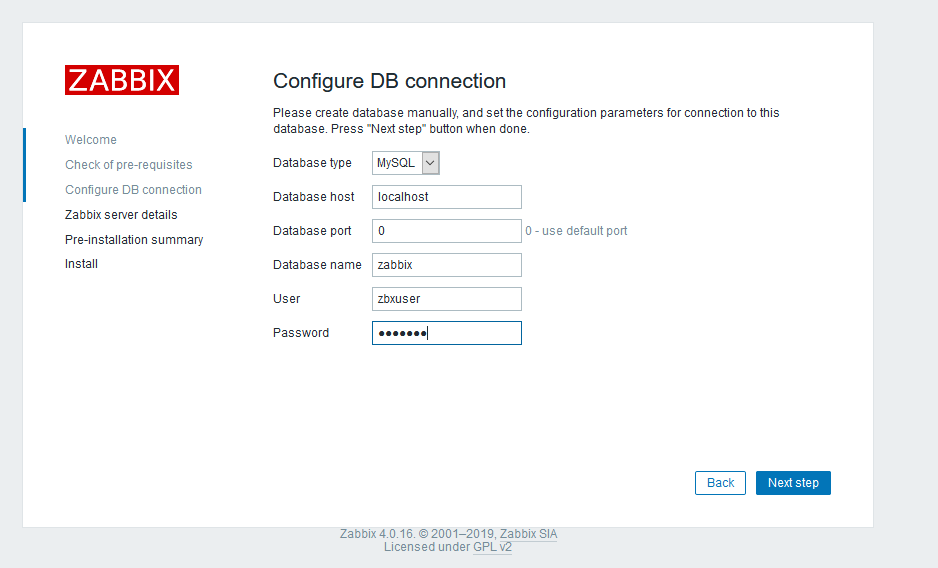 ZABBIX
Welcome
Check of pre-requisites
Configure DB connection
Zabbix server details
Pre-installation summary
Install
Configure DB connection
Please create database manually, and set the configuration parameters for connection to this
database. Press "Next step" button when done.
Database type MySQL
Database host localhost
Database port 0 0 - use default port
Database name zabbix
User zbxuser
Password ●●●●●●●
Back Next step
Zabbix 4.0.16. © 2001–2019, Zabbix SIA
Licensed under GPL v2